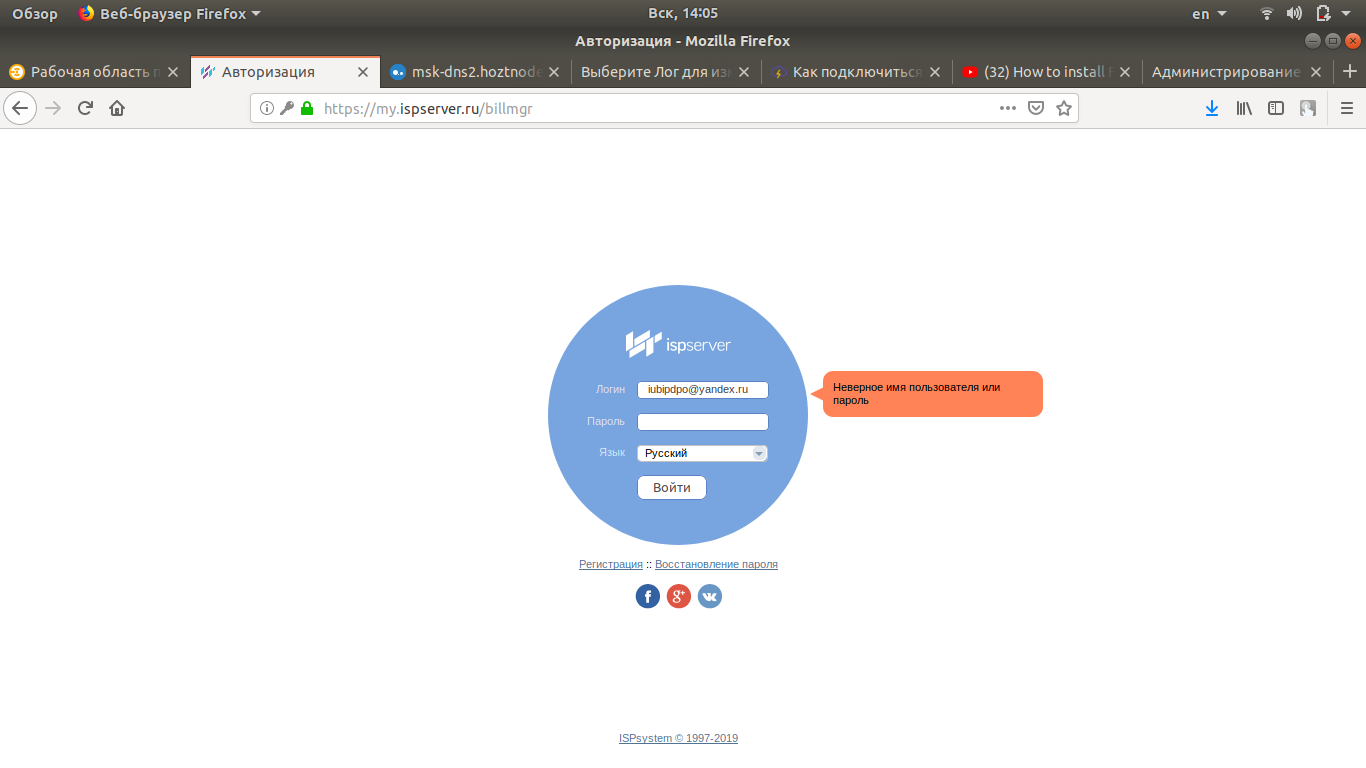 Обзор
Веб-браузер Firefox
Вск, 14:05
en
Авторизация - Mozilla Firefox
Рабочая область
Авторизация
msk-dns2.hoztnode
Выберите Лог для
Как подключиться
(32) How to install
Администрирование
https://my.ispserver.ru/billmgr
ispserver
Логин
iubipdpo@yandex.ru
Неверное имя пользователя или
пароль
Пароль
Язык
Русский
Войти
Регистрация :: Восстановление пароля
ISPsystem © 1997-2019